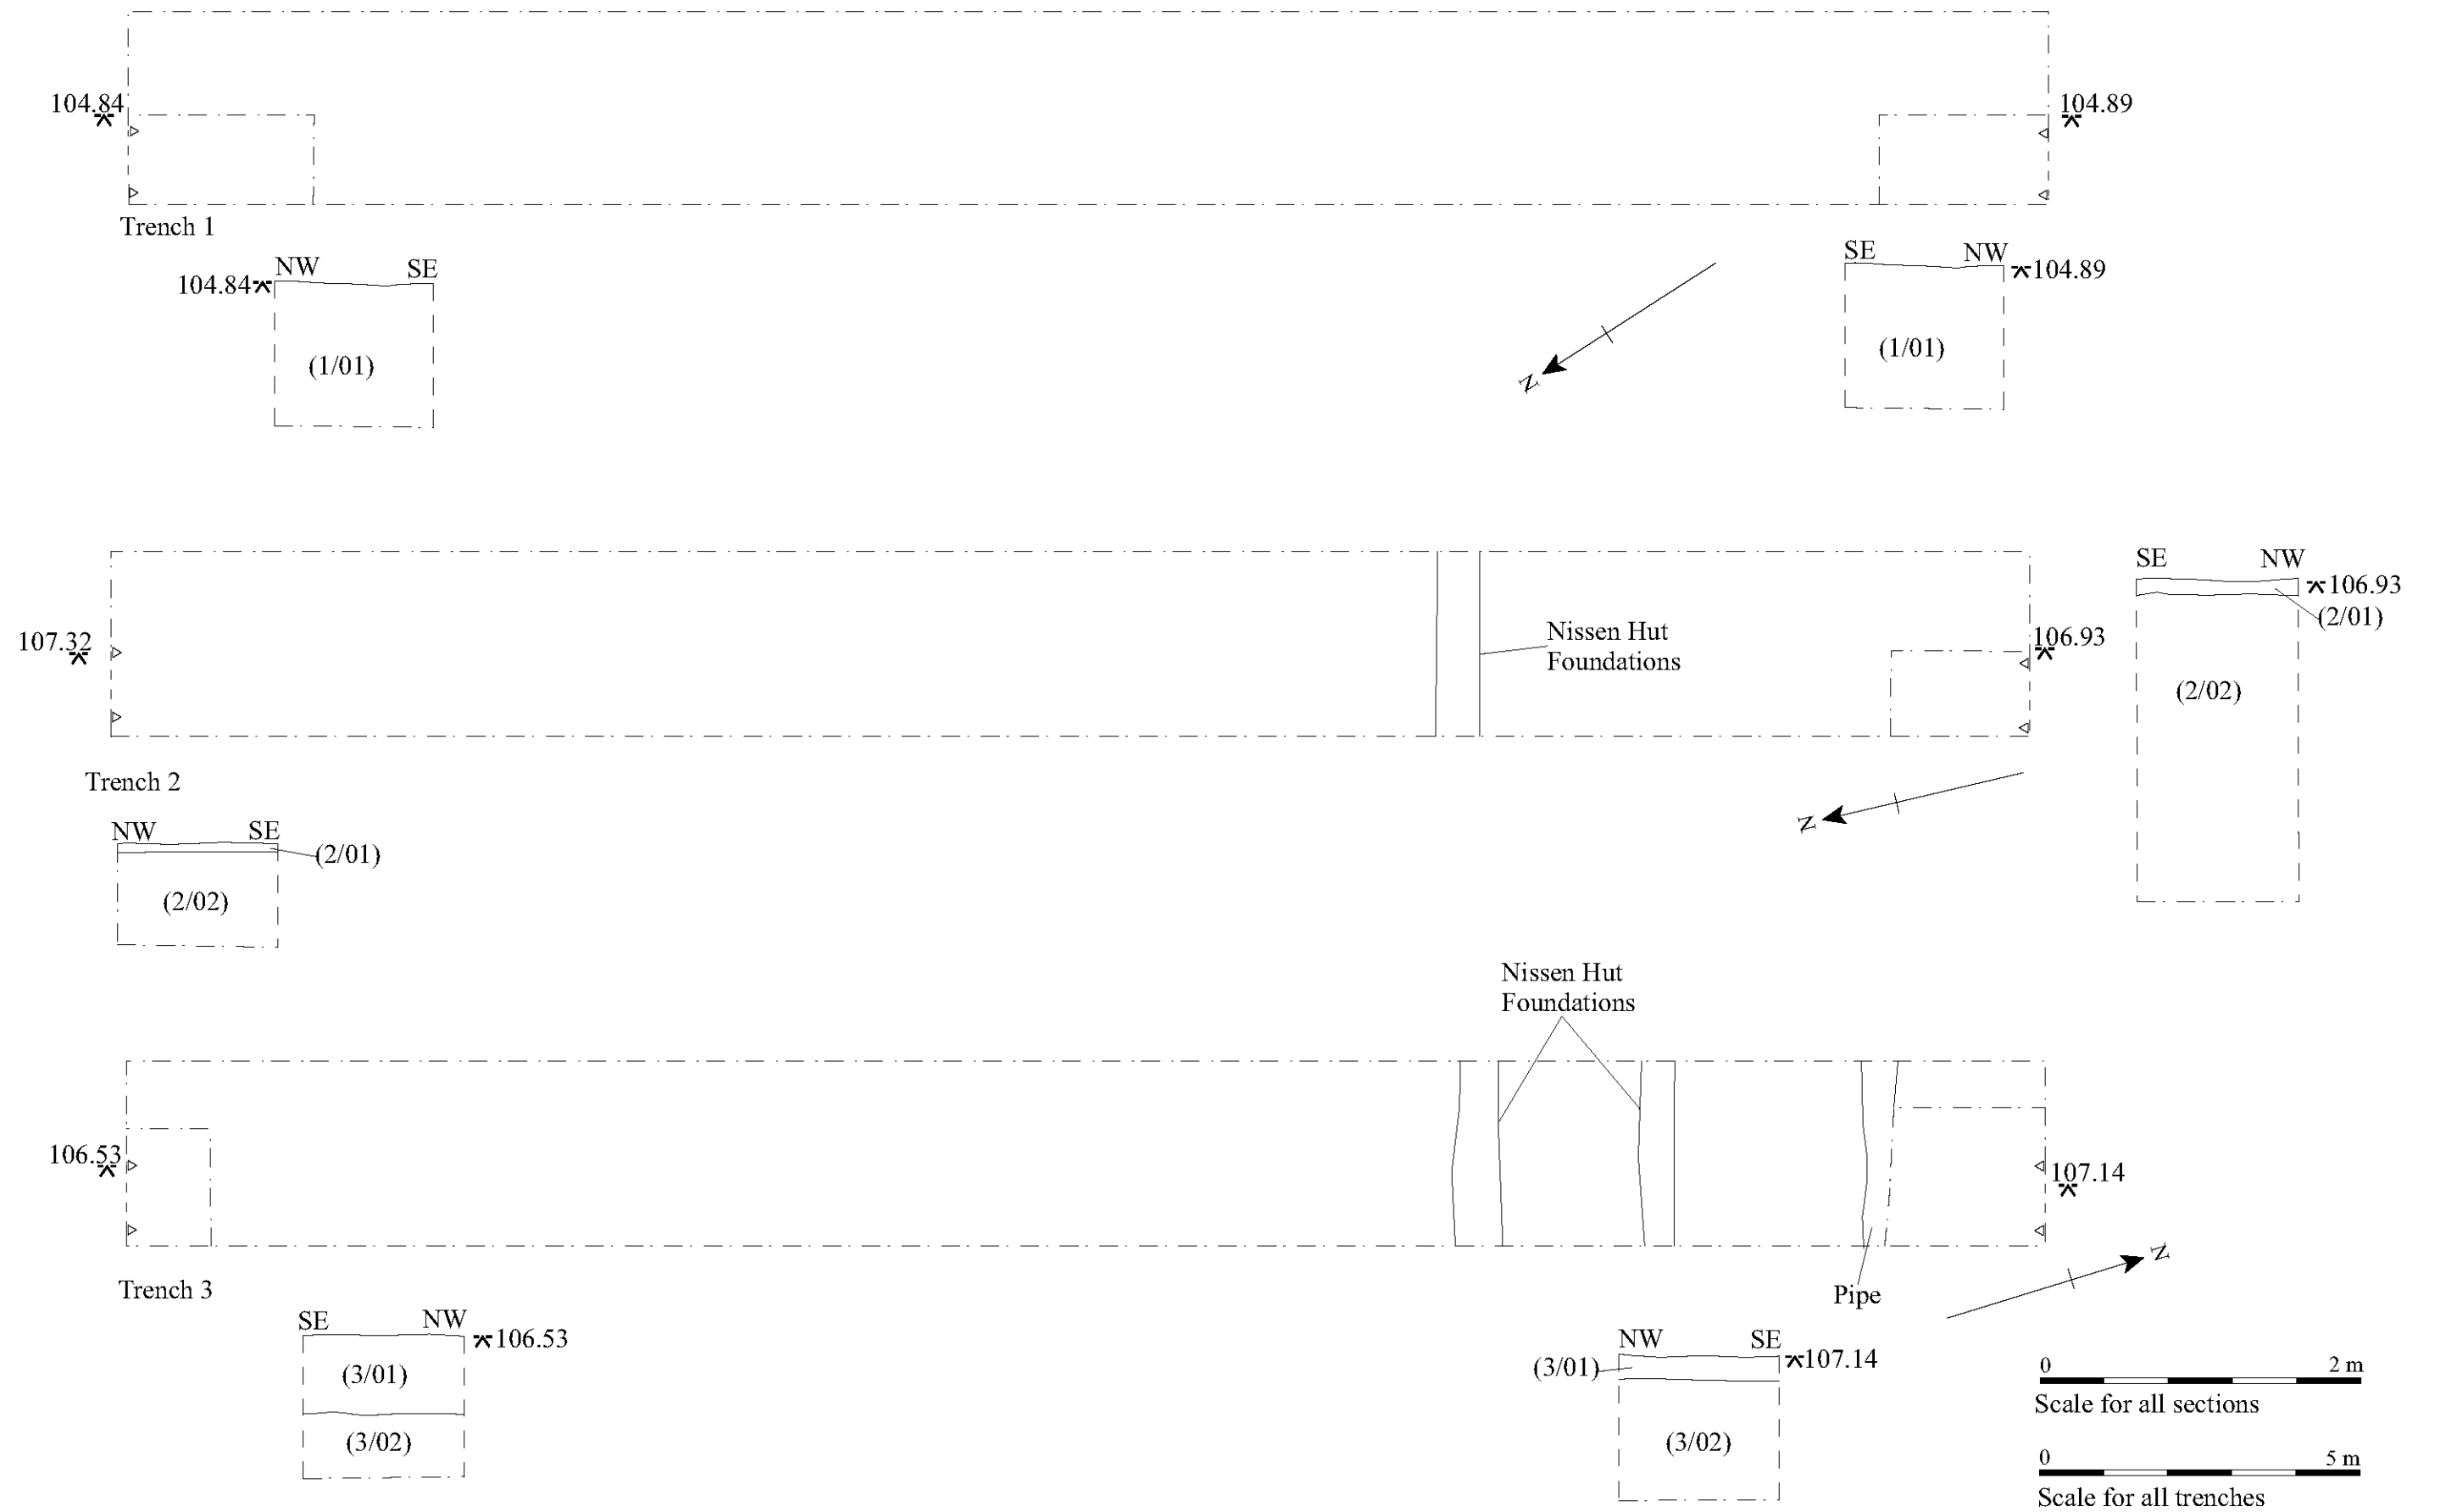 104.84
104.89
Trench 1
NW SE
104.84
(1/01)
SE NW
104.89
(1/01)
N
107.32
Nissen Hut
Foundations
106.93
SE NW
106.93
(2/01)
(2/02)
Trench 2
N
NW SE
(2/01)
(2/02)
Nissen Hut
Foundations
106.53
107.14
Trench 3
Pipe
N
SE NW
106.53
(3/01)
(3/02)
NW SE
(3/01)
107.14
(3/02)
0 2 m
Scale for all sections
0 5 m
Scale for all trenches